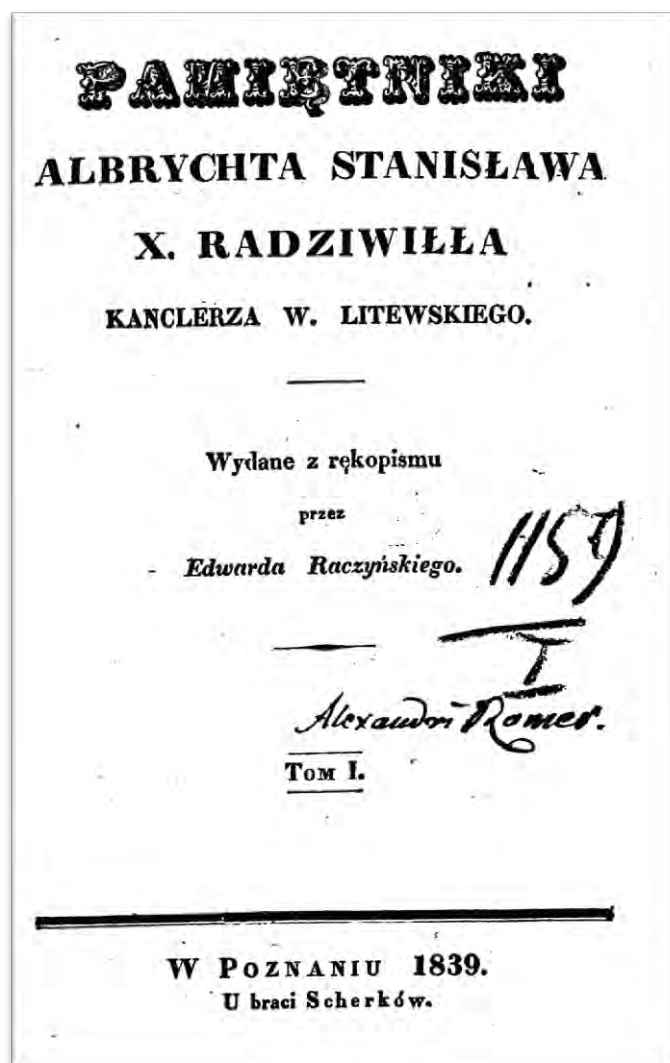 PAMIĘTNIKI
ALBRYCHTA STANISŁAWA
X. RADZIWIŁŁA
KANCLERZA W. LITEWSKIEGO.
Wydane z rękopismu
przez
Edwarda Raczyńskiego.
1159
I
Alexandri Romer.
TOM I.
W POZNANIU 1839.
U braci Scherków.